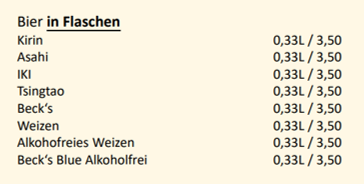 Bier in Flaschen
Kirin 0,33L / 3,50
Asahi 0,33L / 3,50
IKI 0,33L / 3,50
Tsingtao 0,33L / 3,50
Beck's 0,33L / 3,50
Weizen 0,33L / 3,50
Alkohofreies Weizen 0,33L / 3,50
Beck's Blue Alkoholfrei 0,33L / 3,50